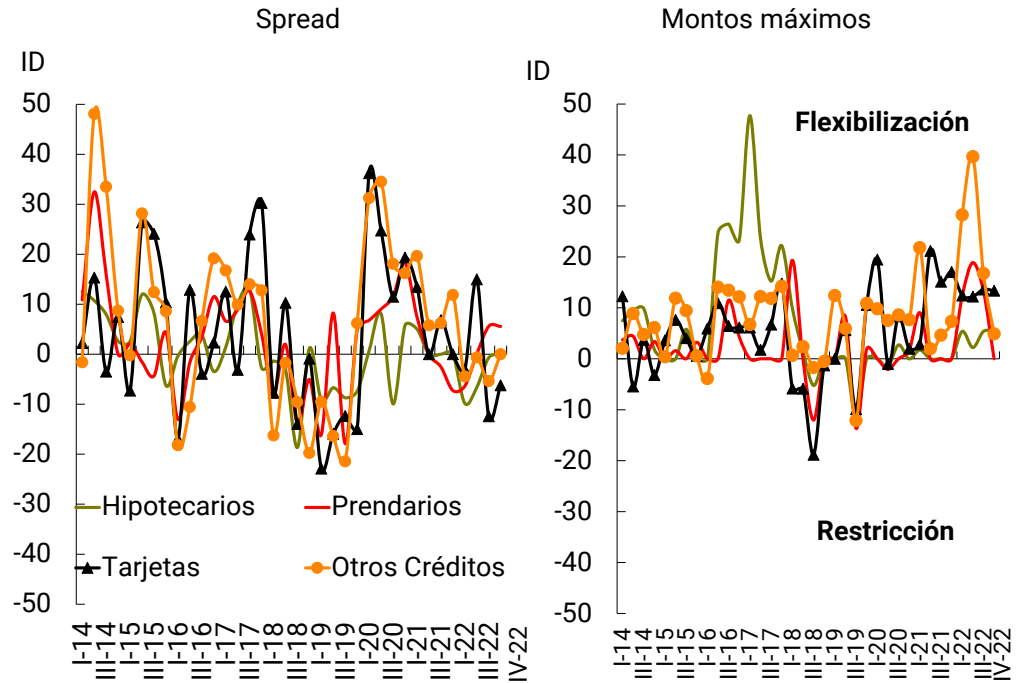 Spread
ID
50
40
30
20
10
0
-10
-20
-30
-40
-50
Hipotecarios
Prendarios
Tarjetas
Otros Créditos
I-14
III-14
I-15
III-15
I-16
III-16
I-17
III-17
I-18
III-18
I-19
III-19
I-20
III-20
I-21
III-21
I-22
III-22
IV-22
Montos máximos
ID
50
40
30
20
10
0
-10
-20
-30
-40
-50
Flexibilización
Restricción
I-14
III-14
I-15
III-15
I-16
III-16
I-17
III-17
I-18
III-18
I-19
III-19
I-20
III-20
I-21
III-21
I-22
III-22
IV-22